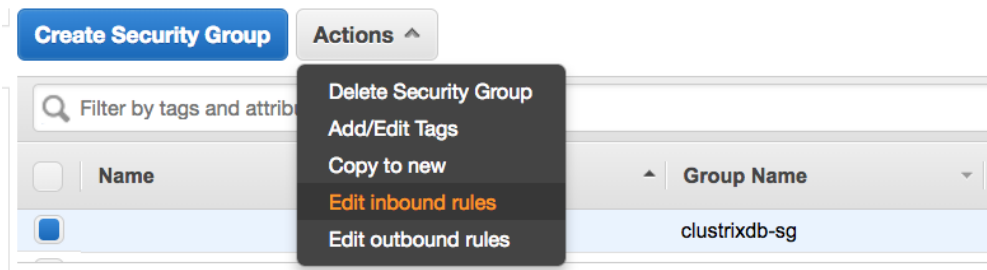 Create Security Group Actions
Delete Security Group
Filter by tags and attribu
Add/Edit Tags
Copy to new
Name Group Name
Edit inbound rules
Edit outbound rules
clustrixdb-sg